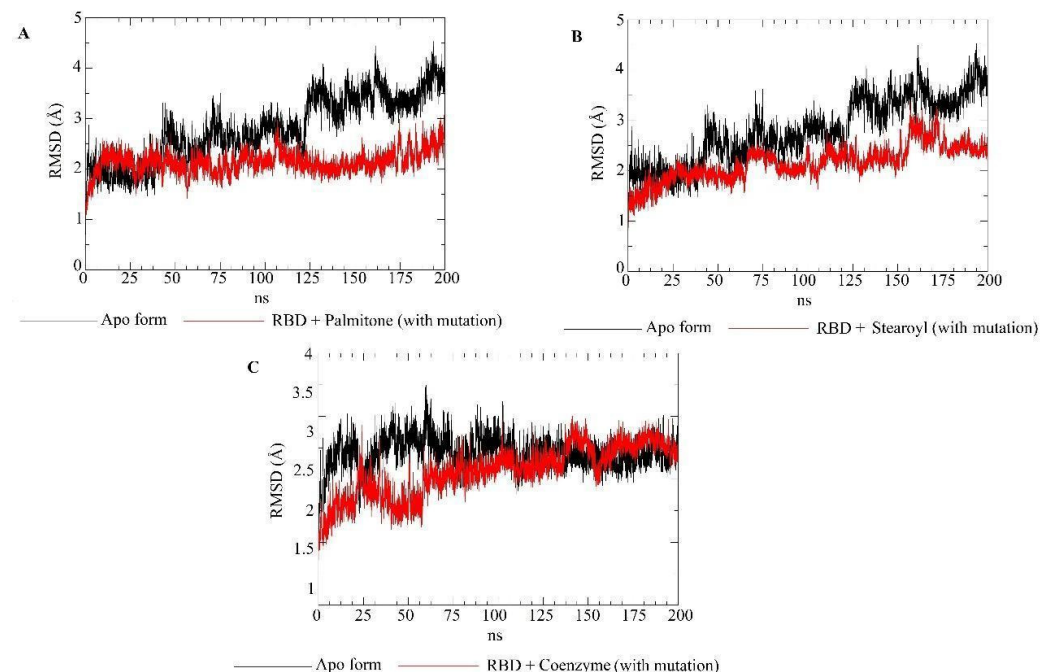 A
5
4
3
2
1
0
RMSD (Å)
0 25 50 75 100 125 150 175 200
ns
Apo form RBD + Palmitone (with mutation)
B
5
4
3
2
1
0
RMSD (Å)
0 25 50 75 100 125 150 175 200
ns
Apo form RBD + Stearoyl (with mutation)
C
4
3.5
3
2.5
2
1.5
1
RMSD (Å)
0 25 50 75 100 125 150 175 200
ns
Apo form RBD + Coenzyme (with mutation)